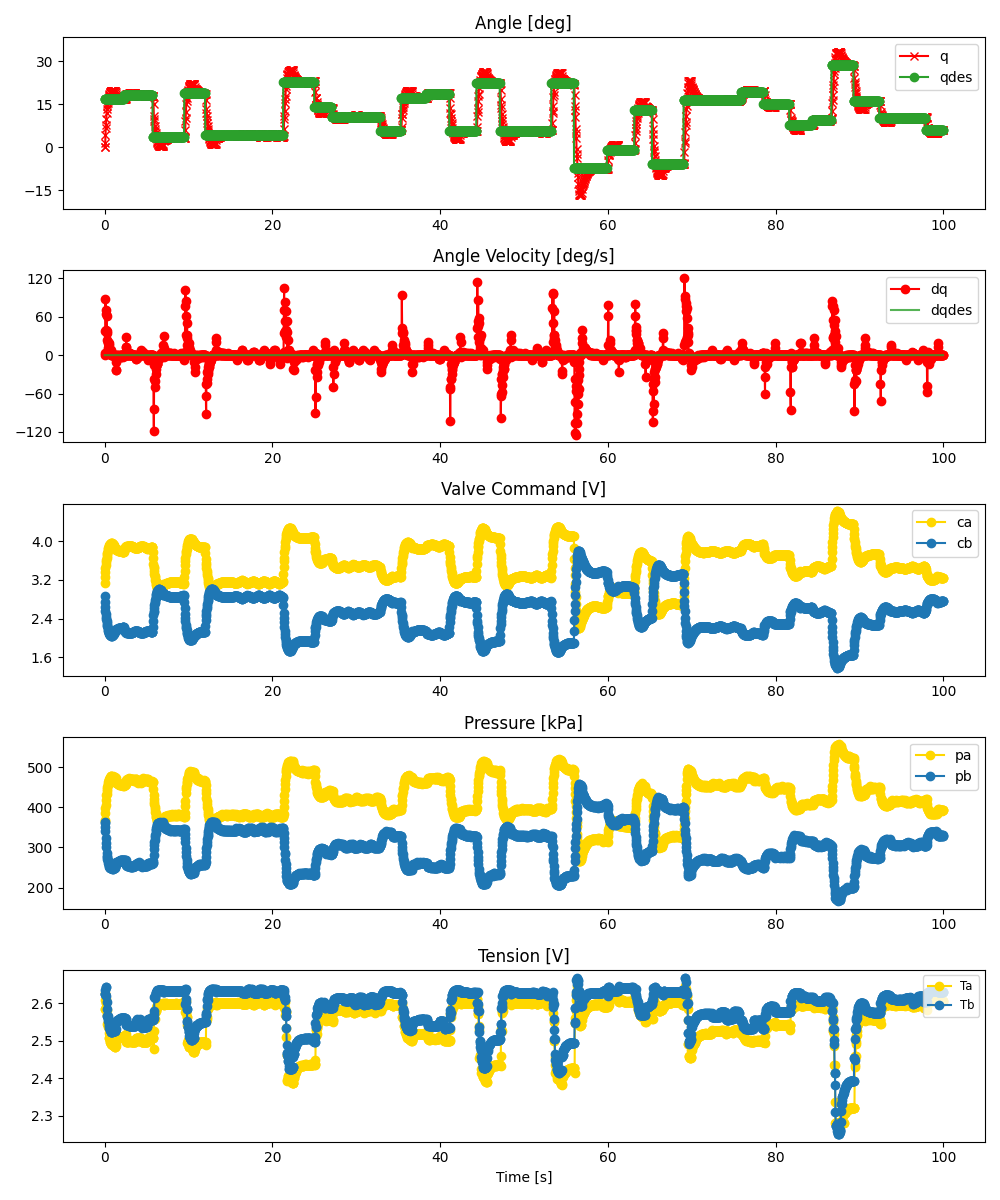 Angle [deg]
30
15
0
−15
q
qdes
0 20 40 60 80 100
Angle Velocity [deg/s]
120
60
0
−60
−120
dq
dqdes
0 20 40 60 80 100
Valve Command [V]
4.0
3.2
2.4
1.6
ca
cb
0 20 40 60 80 100
Pressure [kPa]
500
400
300
200
pa
pb
0 20 40 60 80 100
Tension [V]
2.6
2.5
2.4
2.3
Ta
Tb
0 20 40 60 80 100
Time [s]